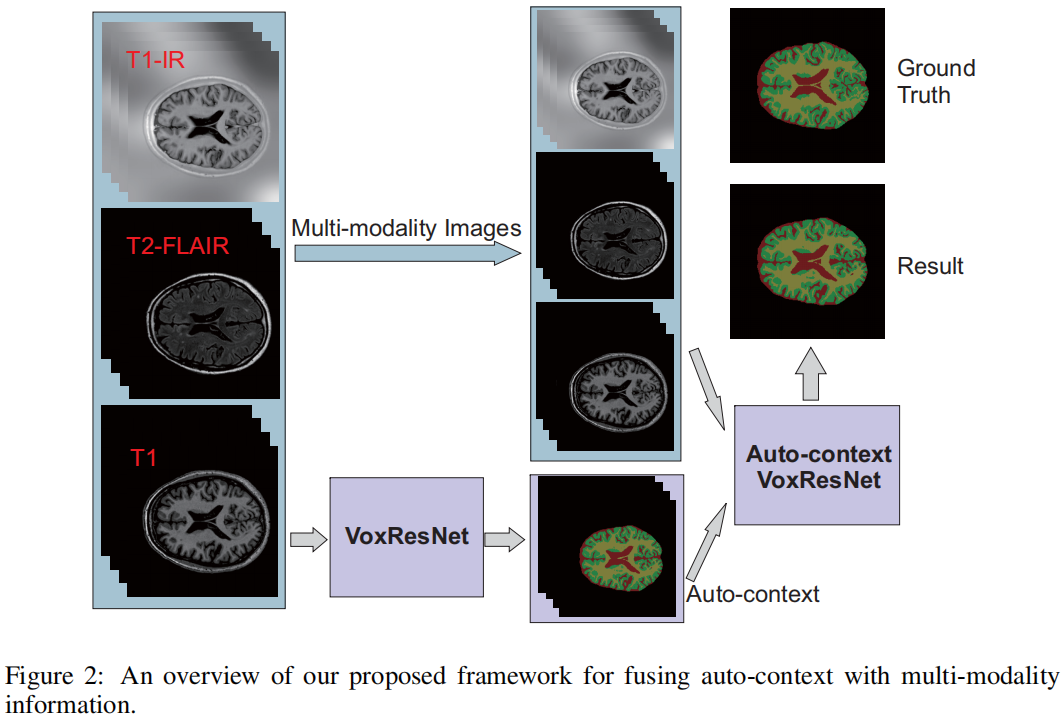 T1-IR
T2-FLAIR
T1
Multi-modality Images
VoxResNet
Auto-context
Auto-context
VoxResNet
Ground
Truth
Result
Figure 2: An overview of our proposed framework for fusing auto-context with multi-modality
information.